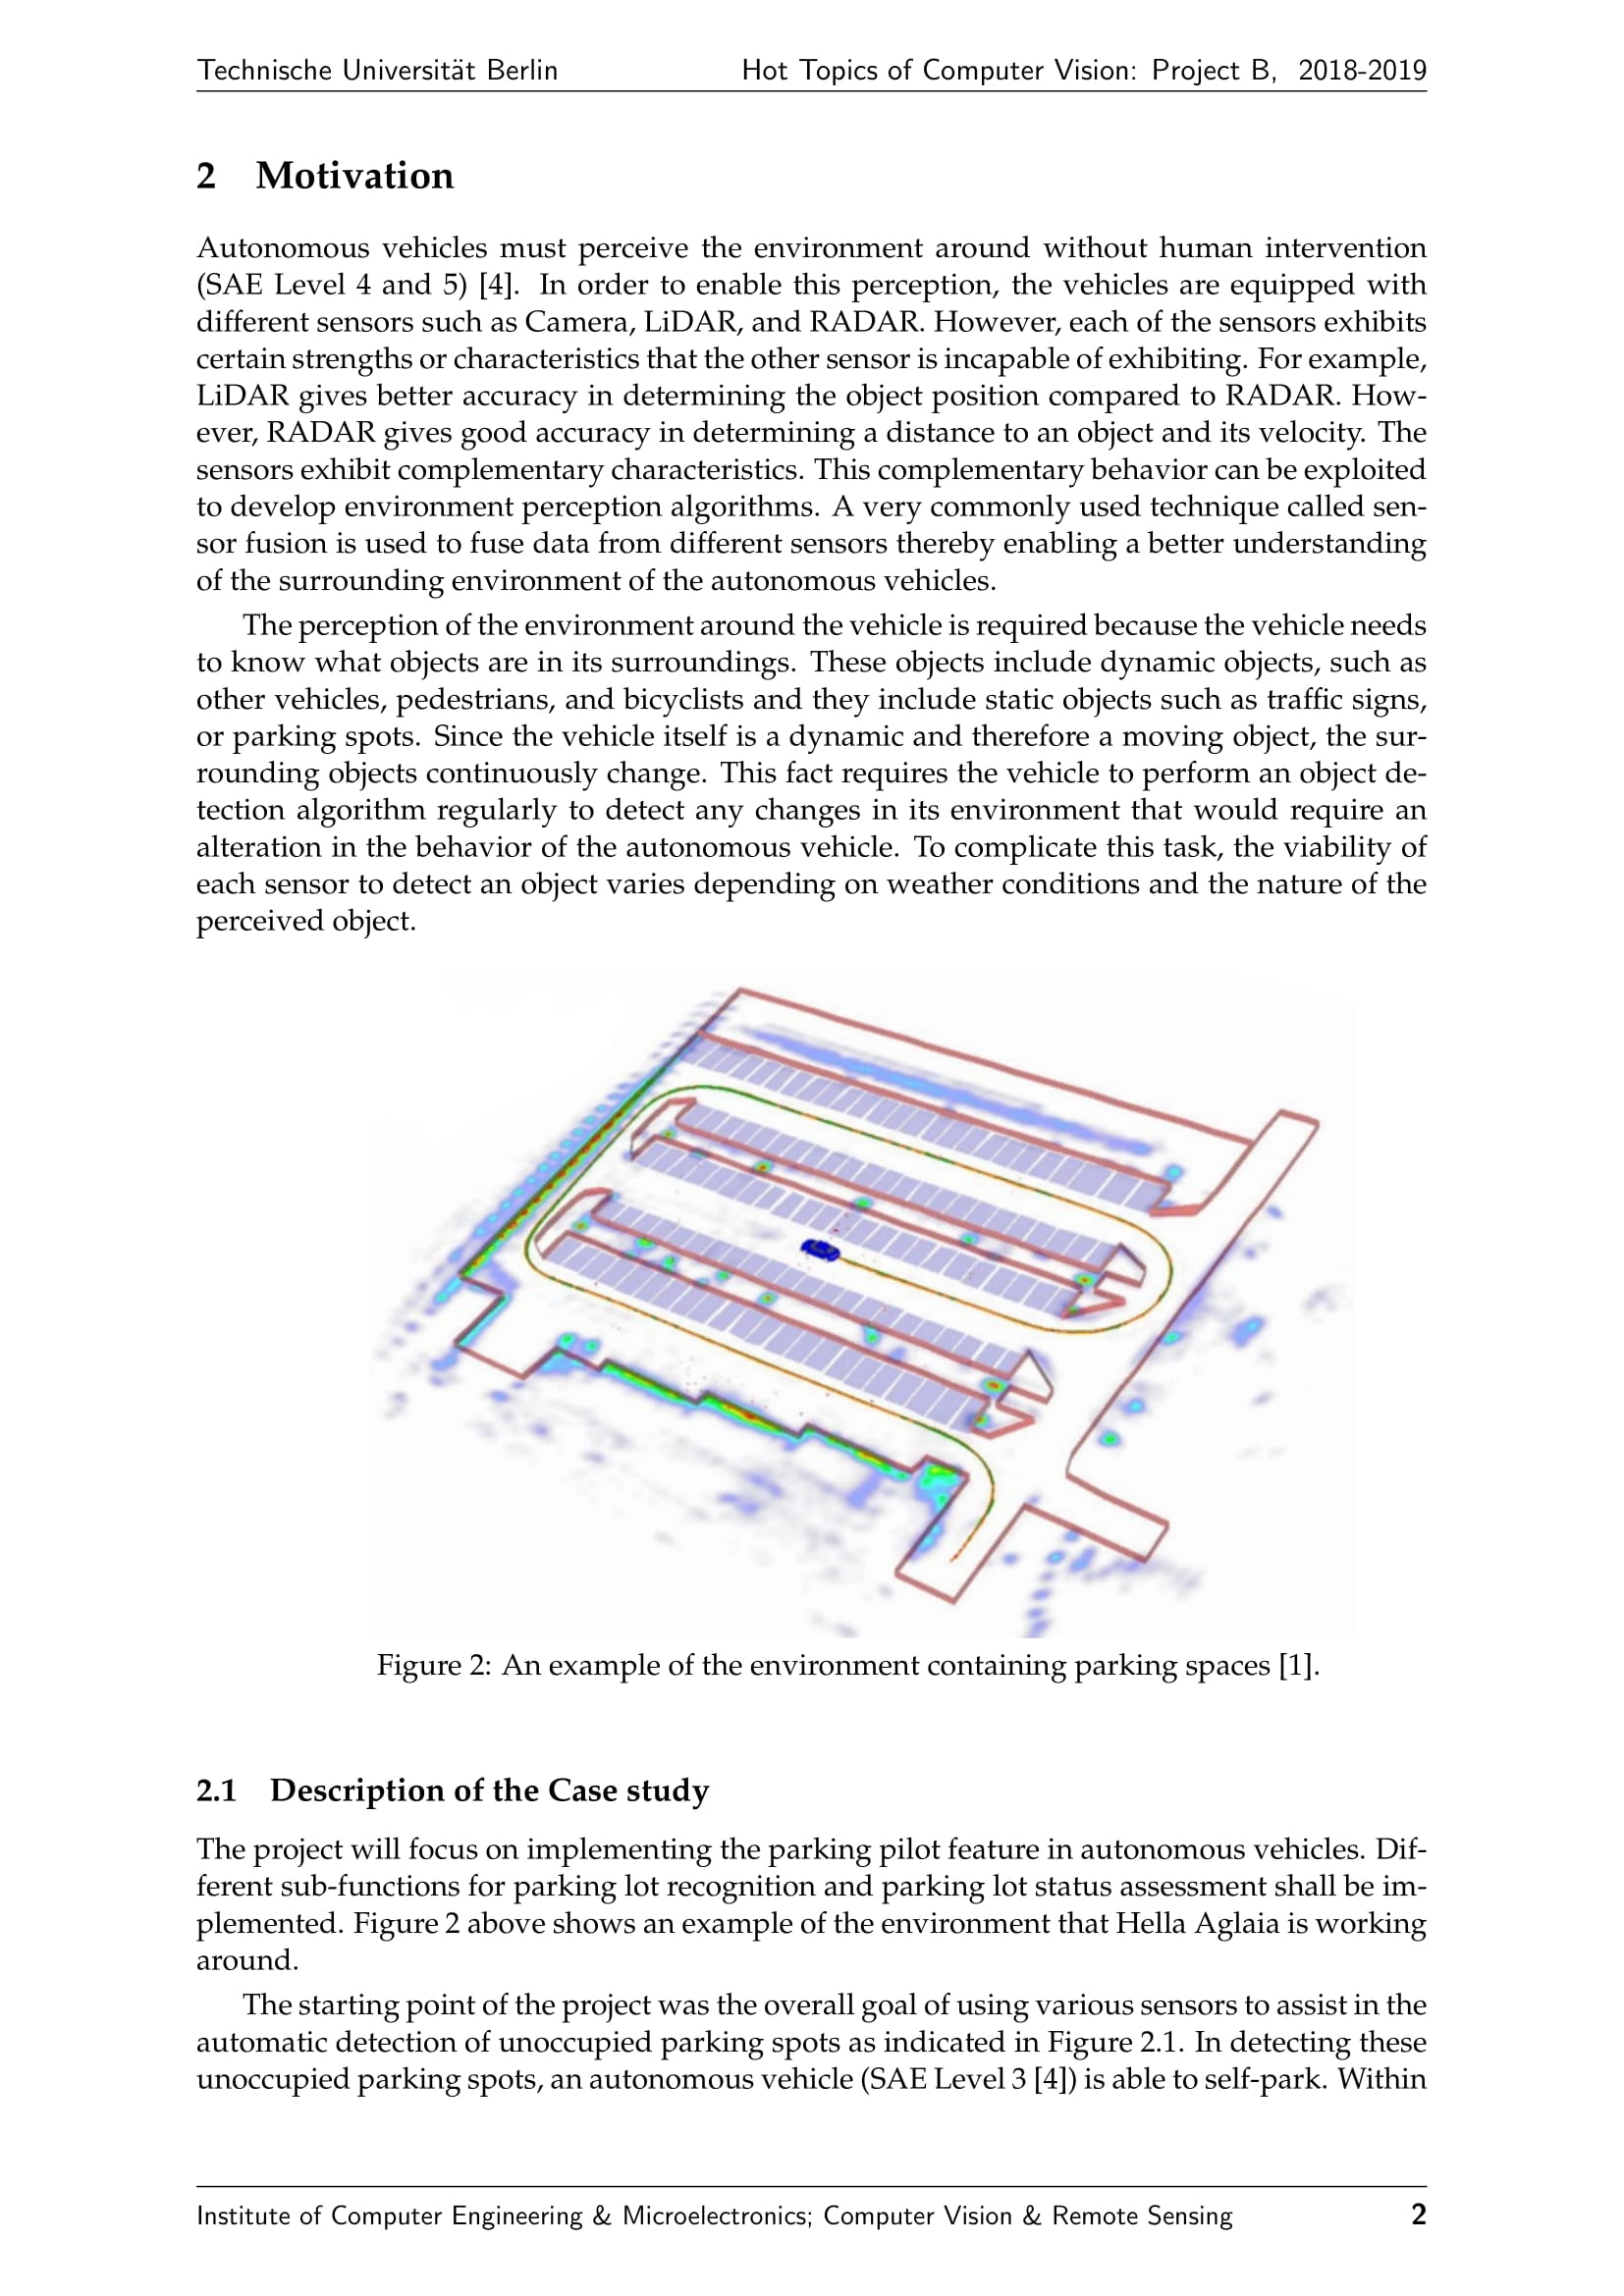 Technische Universität Berlin Hot Topics of Computer Vision: Project B, 2018-2019
2 Motivation
Autonomous vehicles must perceive the environment around without human intervention
(SAE Level 4 and 5) [4]. In order to enable this perception, the vehicles are equipped with
different sensors such as Camera, LiDAR, and RADAR. However, each of the sensors exhibits
certain strengths or characteristics that the other sensor is incapable of exhibiting. For example,
LiDAR gives better accuracy in determining the object position compared to RADAR. How-
ever, RADAR gives good accuracy in determining a distance to an object and its velocity. The
sensors exhibit complementary characteristics. This complementary behavior can be exploited
to develop environment perception algorithms. A very commonly used technique called sen-
sor fusion is used to fuse data from different sensors thereby enabling a better understanding
of the surrounding environment of the autonomous vehicles.
The perception of the environment around the vehicle is required because the vehicle needs
to know what objects are in its surroundings. These objects include dynamic objects, such as
other vehicles, pedestrians, and bicyclists and they include static objects such as traffic signs,
or parking spots. Since the vehicle itself is a dynamic and therefore a moving object, the sur-
rounding objects continuously change. This fact requires the vehicle to perform an object de-
tection algorithm regularly to detect any changes in its environment that would require an
alteration in the behavior of the autonomous vehicle. To complicate this task, the viability of
each sensor to detect an object varies depending on weather conditions and the nature of the
perceived object.
Figure 2: An example of the environment containing parking spaces [1].
2.1 Description of the Case study
The project will focus on implementing the parking pilot feature in autonomous vehicles. Dif-
ferent sub-functions for parking lot recognition and parking lot status assessment shall be im-
plemented. Figure 2 above shows an example of the environment that Hella Aglaia is working
around.
The starting point of the project was the overall goal of using various sensors to assist in the
automatic detection of unoccupied parking spots as indicated in Figure 2.1. In detecting these
unoccupied parking spots, an autonomous vehicle (SAE Level 3 [4]) is able to self-park. Within
Institute of Computer Engineering & Microelectronics; Computer Vision & Remote Sensing 2